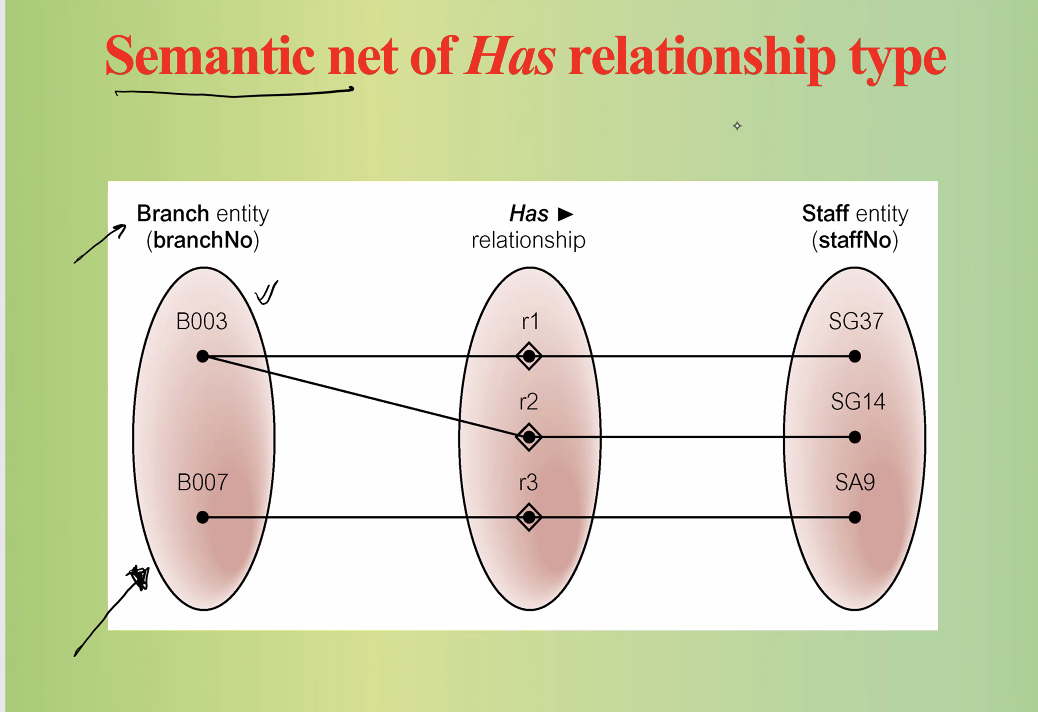 Semantic net of Has relationship type
Branch entity
(branchNo)
Has ►
relationship
Staff entity
(staffNo)
B003
r1
SG37
r2
SG14
B007
r3
SA9